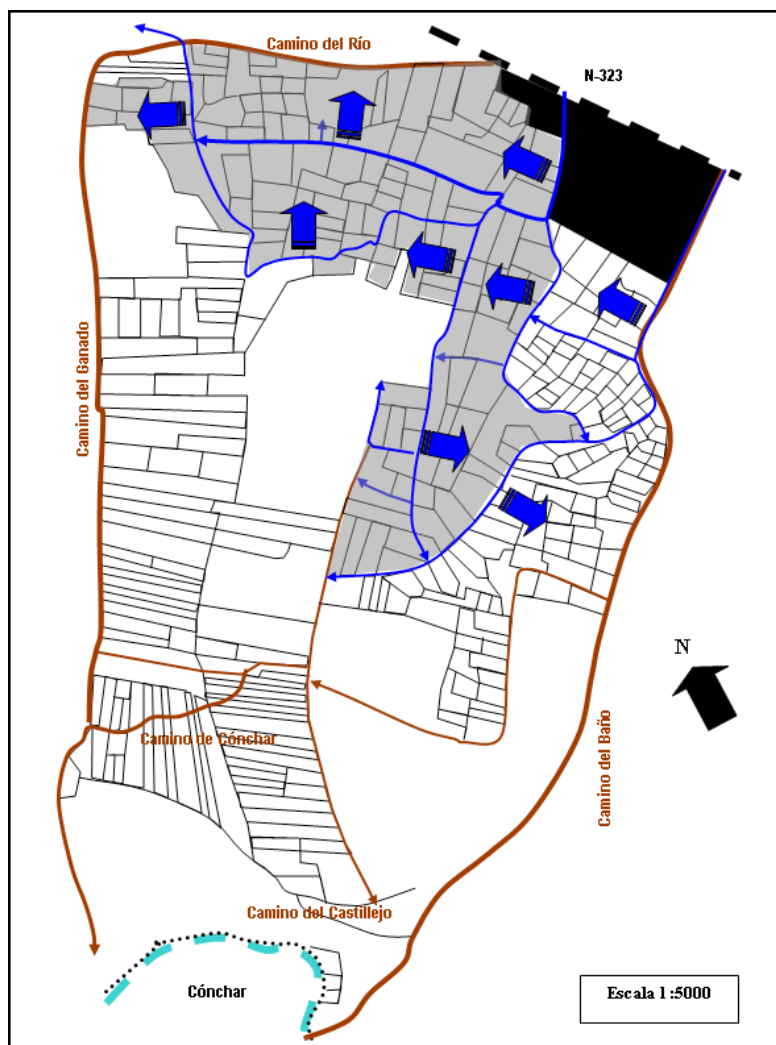 Camino del Río
N-323
Camino del Ganado
N
Camino de Cónchar
Camino del Baño
Camino del Castillejo
Cónchar
Escala 1:5000